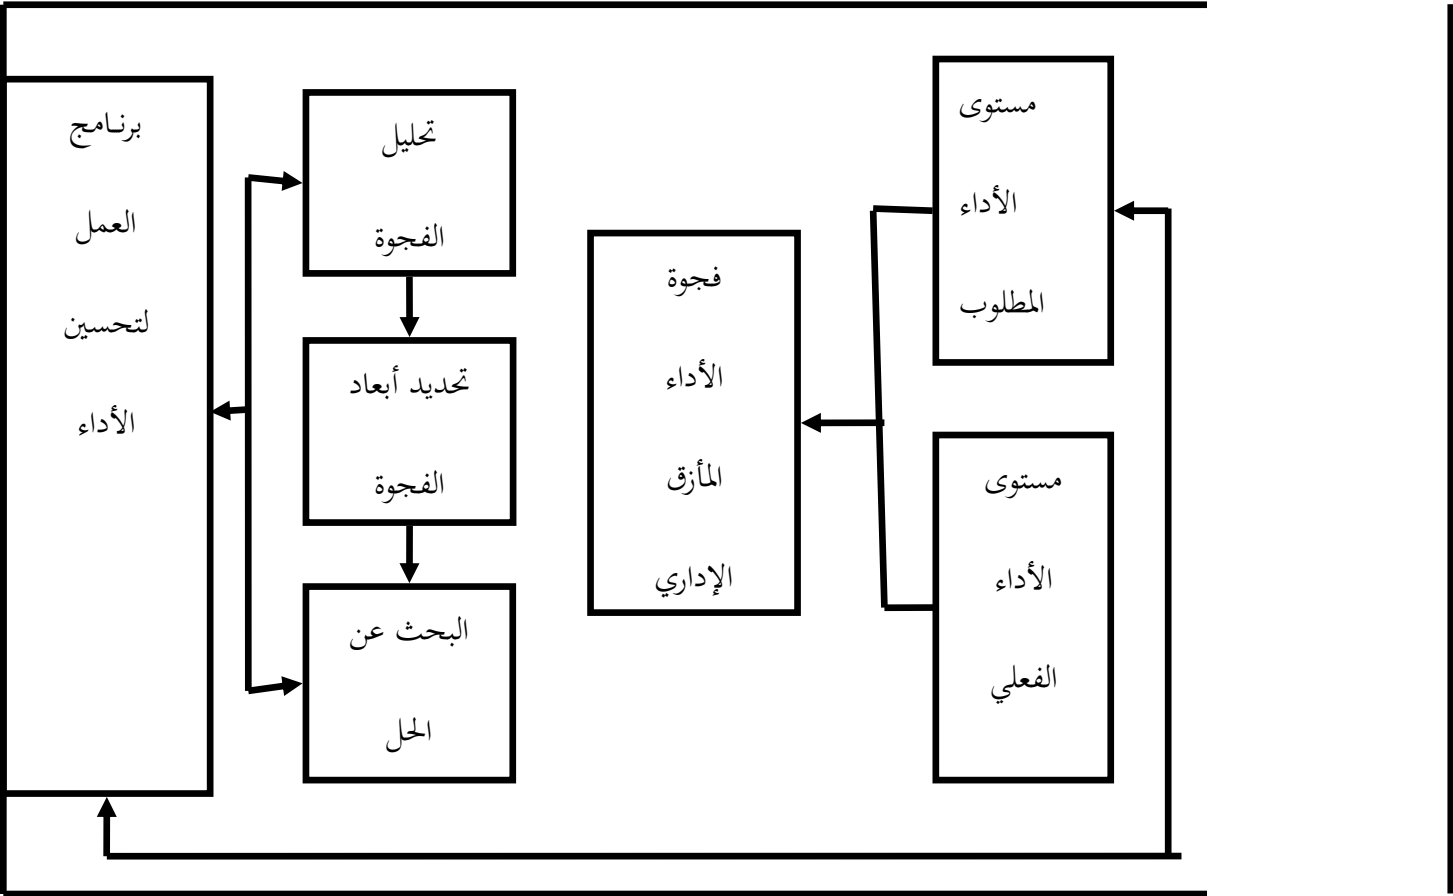 مستوى
الأداء
المطلوب
مستوى
الأداء
الفعلي
فجوة
الأداء
المأزق
الإداري
تحليل
الفجوة
تحديد أبعاد
الفجوة
البحث عن
الحل
برنامج
العمل
لتحسين
الأداء